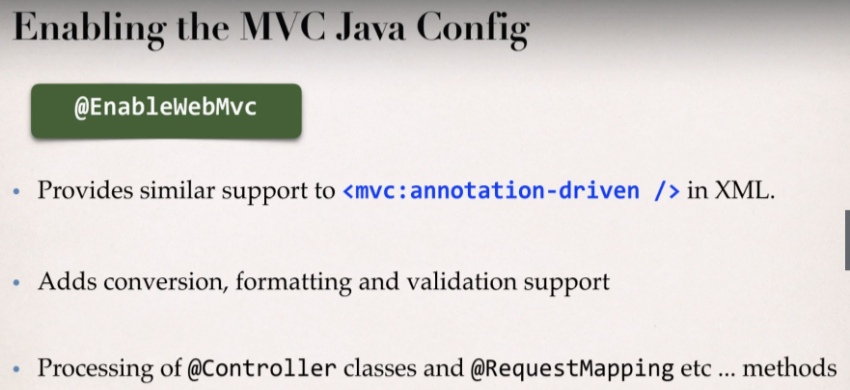 Enabling the MVC Java Config
@EnableWebMvc
• Provides similar support to <mvc:annotation-driven /> in XML.
• Adds conversion, formatting and validation support
• Processing of @Controller classes and @RequestMapping etc ... methods